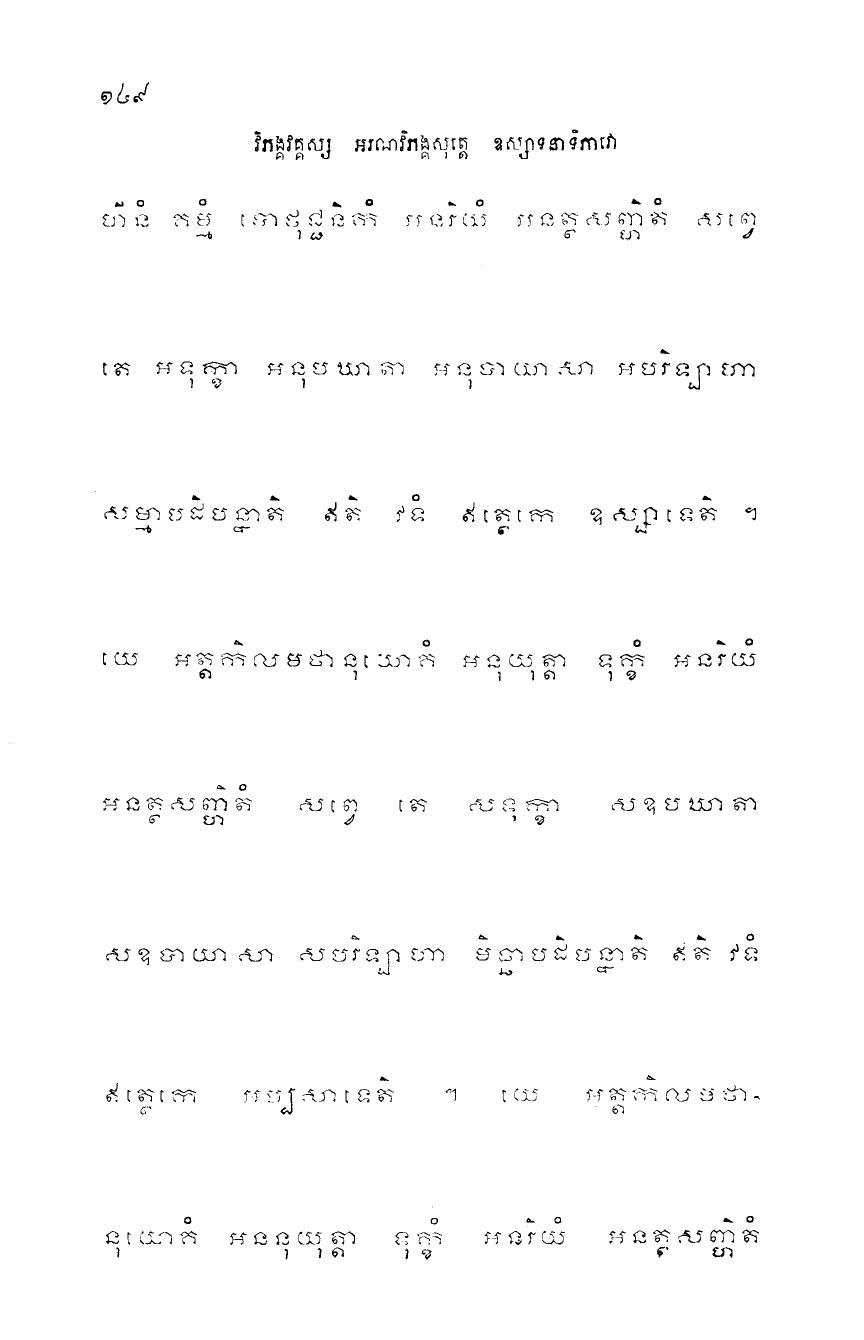 ១៤៩
វិភង្គវគ្គស្ស អរណវិភង្គសុត្តេ ឧស្សាទនាទិភាវោ
ហីនំ កម្មំ បោថុជ្ជនិកំ អនរិយំ អនត្ថសញ្ហិតំ សព្វេ
តេ អទុក្ខា អនុបឃាតា អនុបាយាសា អបរិឡាហា
សម្មាបដិបន្នាតិ ឥតិ វទំ ឥត្ថេកេ ឧស្សាទេតិ ។
យេ អត្តកិលមថានុយោគំ អនុយុត្តា ទុក្ខំ អនរិយំ
អនត្ថសញ្ហិតំ សព្វេ តេ សទុក្ខា សឧបឃាតា
សឧបាយាសា សបរិឡាហា មិច្ឆាបដិបន្នាតិ ឥតិ វទំ
ឥត្ថេកេ អប្បសាទេតិ ។ យេ អត្តកិលមថា-
នុយោគំ អននុយុត្តា ទុក្ខំ អនរិយំ អនត្ថសញ្ហិតំ